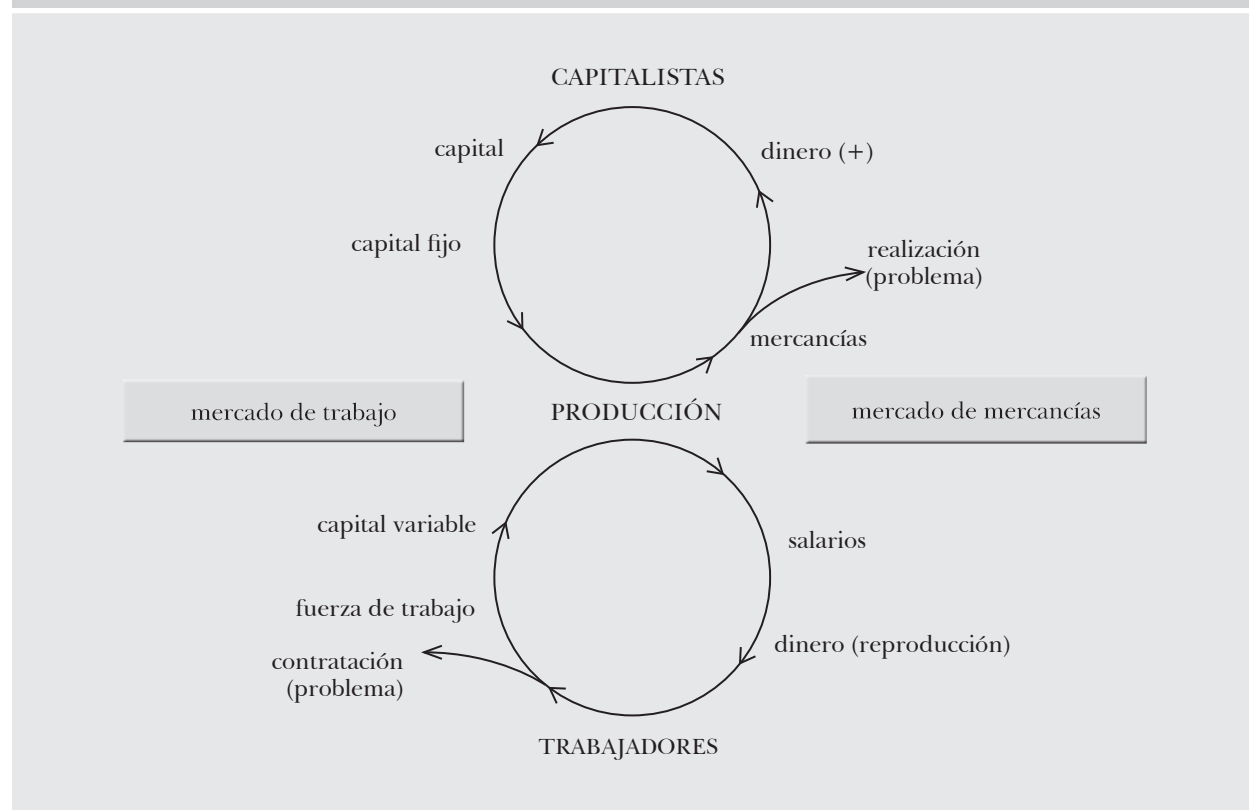 CAPITALISTAS
capital
dinero (+)
capital fijo
realización
(problema)
mercancías
mercado de trabajo
PRODUCCIÓN
mercado de mercancías
capital variable
salarios
fuerza de trabajo
dinero (reproducción)
contratación
(problema)
TRABAJADORES